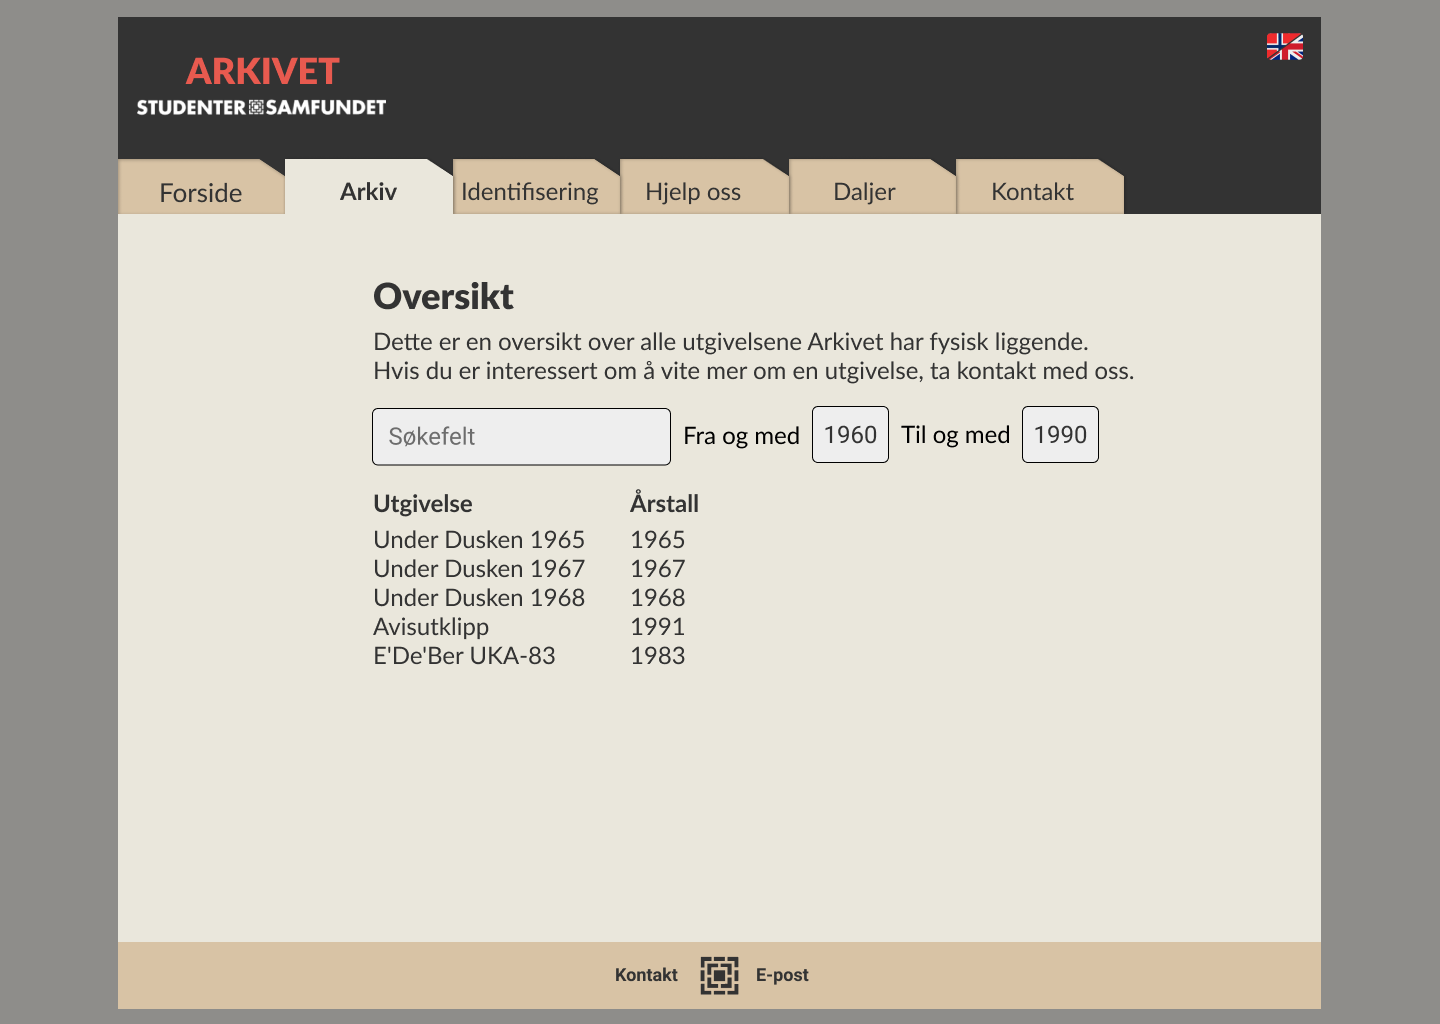 ARKIVET
STUDENTER SAMFUNDET
Forside
Arkiv
Identifisering
Hjelp oss
Daljer
Kontakt
Oversikt
Dette er en oversikt over alle utgivelsene Arkivet har fysisk liggende.
Hvis du er interessert om å vite mer om en utgivelse, ta kontakt med oss.
Søkefelt Fra og med 1960 Til og med 1990
Utgivelse Årstall
Under Dusken 1965 1965
Under Dusken 1967 1967
Under Dusken 1968 1968
Avisutklipp 1991
E'De'Ber UKA-83 1983
Kontakt E-post